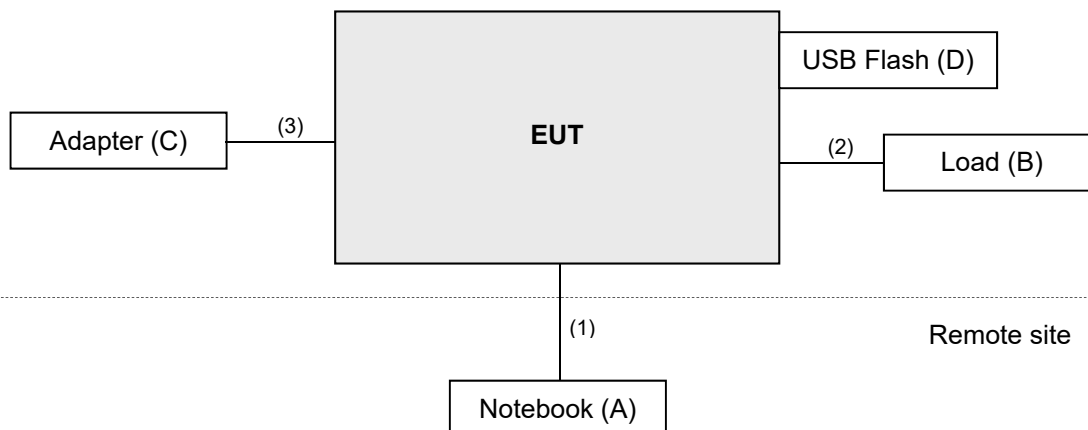 USB Flash (D)
Adapter (C)
(3)
EUT
(2)
Load (B)
(1)
Remote site
Notebook (A)